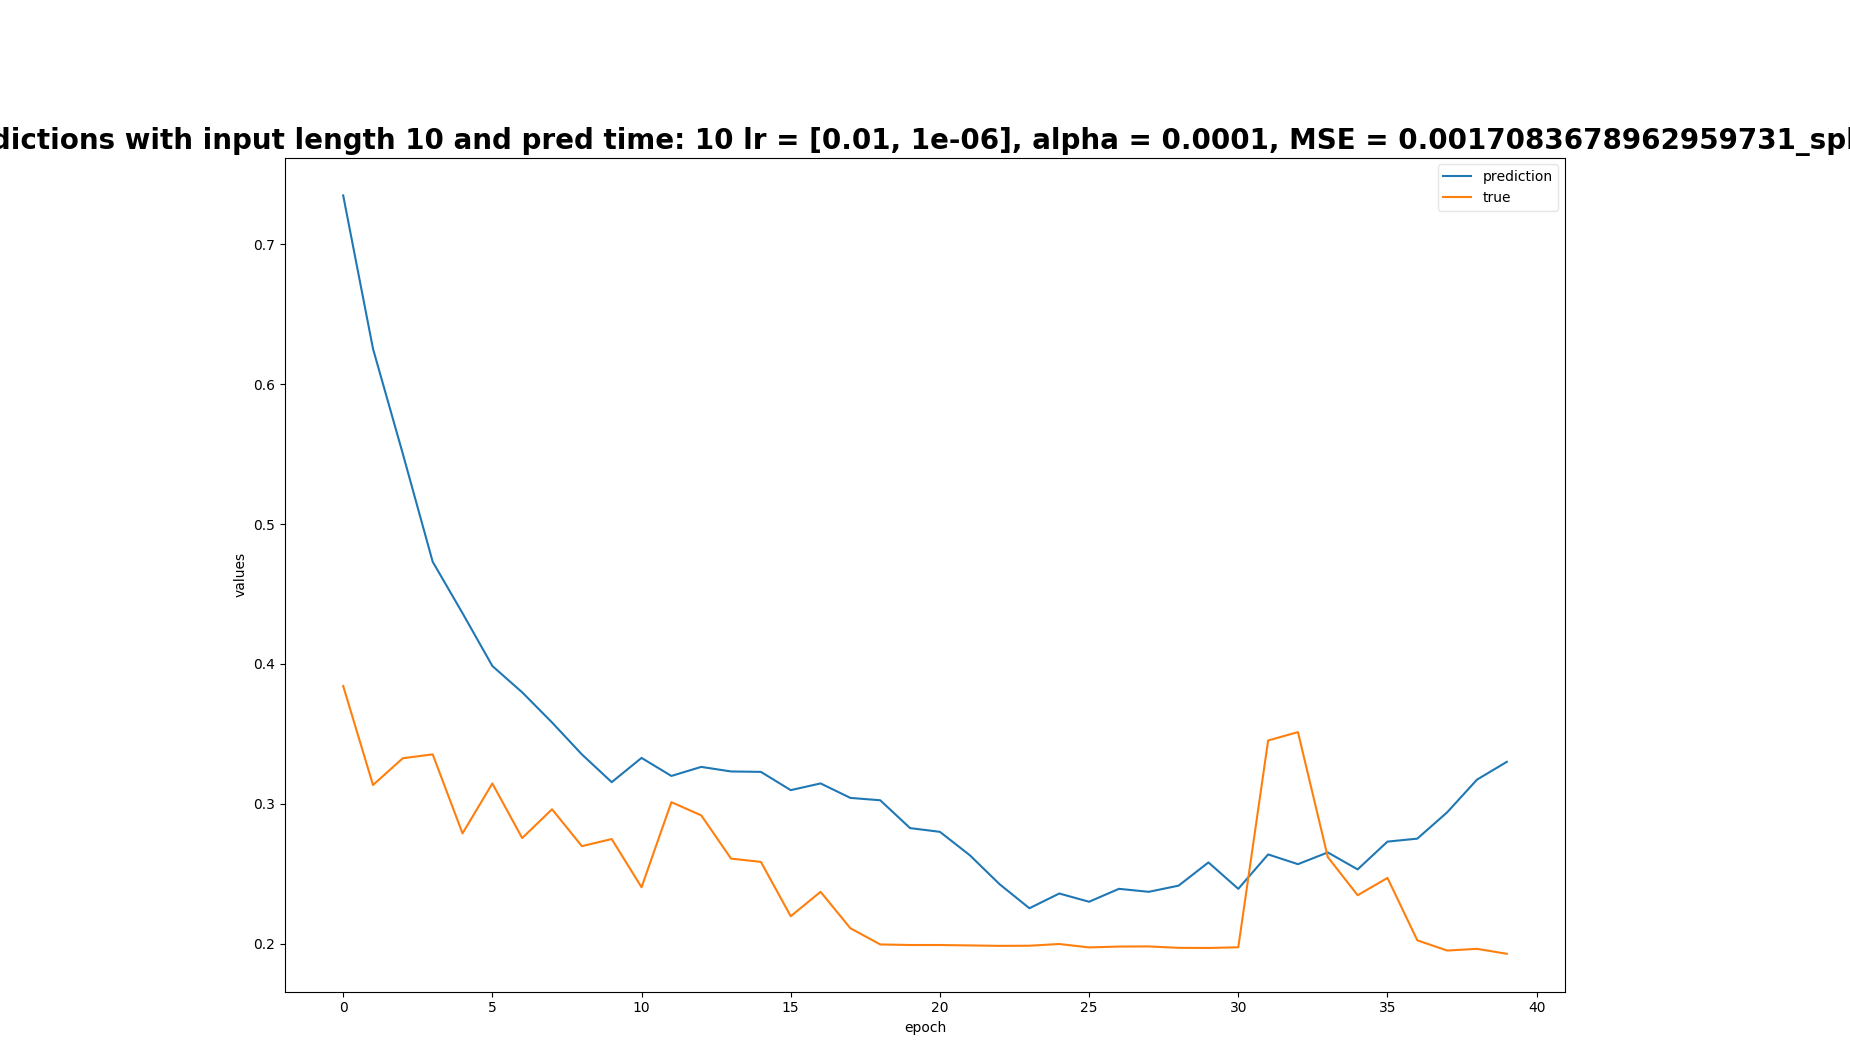 with input length 10 and pred time: 10 lr = [0.01, 1e-06], alpha = 0.0001, MSE = 0.0017083678962959731_spl
prediction
true
0.7
0.6
0.5
0.4
0.3
0.2
values
0 5 10 15 20 25 30 35 40
epoch